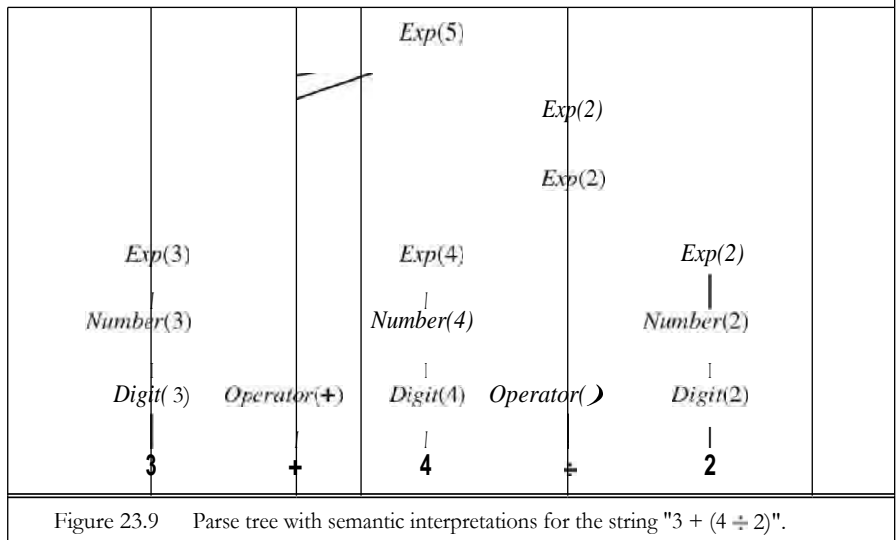 Exp(5)
Exp(2)
Exp(2)
Exp(3) Exp(4) Exp(2)
Number(3) Number(4) Number(2)
Digit( 3) Operator(+) Digit(4) Operator( ) Digit(2)
3 + 4 ÷ 2
Figure 23.9 Parse tree with semantic interpretations for the string "3 + (4 ÷ 2)".